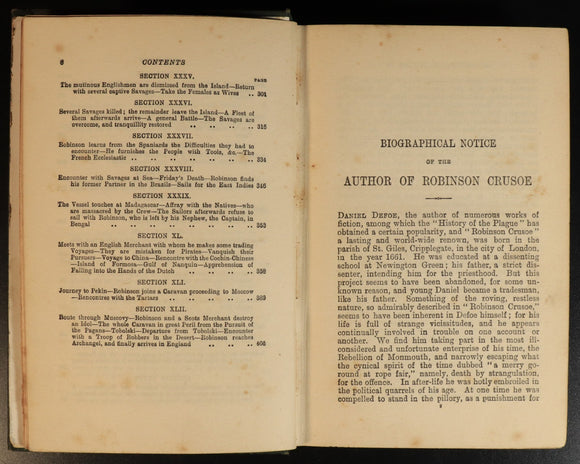 6 CONTENTS
SECTION XXXV.
PAGE
The mutinous Englishmen are dismissed from the Island—Return
with several captive Savages—Take the Females as Wives .. 301
SECTION XXXVI.
Several Savages killed; the remainder leave the Island—A Fleet of
them afterwards arrive—A general Battle—The Savages are
overcome, and tranquillity restored .. .. .. .. 315
SECTION XXXVII.
Robinson learns from the Spaniards the Difficulties they had to
encounter—He furnishes the People with Tools, &c.—The
French Ecclesiastic .. .. .. .. .. .. .. 334
SECTION XXXVIII.
Encounter with Savages at Sea—Friday's Death—Robinson finds
his former Partner in the Brazils—Sails for the East Indies 346
SECTION XXXIX.
The Vessel touches at Madagascar—Affray with the Natives—who
are massacred by the Crew—The Sailors afterwards refuse to
sail with Robinson, who is left by his Nephew, the Captain, in
Bengal .. .. .. .. .. .. .. .. .. 353
SECTION XL.
Meets with an English Merchant with whom he makes some trading
Voyages—They are mistaken for Pirates—Vanquish their
Pursuers—Voyage to China—Rencontre with the Cochin-Chinese
—Island of Formosa—Gulf of Nanquin—Apprehension of
Falling into the Hands of the Dutch .. .. .. .. 358
SECTION XLI.
Journey to Pekin—Robinson joins a Caravan proceeding to Moscow
—Rencontres with the Tartars .. .. .. .. .. 383
SECTION XLII.
Route through Muscovy—Robinson and a Scots Merchant destroy
an Idol—The whole Caravan in great Peril from the Pursuit of
the Pagans—Tobolski—Departure from Tobolski—Encounter
with a Troop of Robbers in the Desert—Robinson reaches
Archangel, and finally arrives in England .. .. .. 402
BIOGRAPHICAL NOTICE
OF THE
AUTHOR OF ROBINSON CRUSOE
DANIEL DEFOE, the author of numerous works of
fiction, among which the "History of the Plague" has
obtained a certain popularity, and "Robinson Crusoe"
a lasting and world-wide renown, was born in the
parish of St. Giles, Cripplegate, in the city of London,
in the year 1661. He was educated at a dissenting
school at Newington Green; his father, a strict dis-
senter, intending him for the priesthood. But this
project seems to have been abandoned, for some un-
known reason, and young Daniel became a tradesman,
like his father. Something of the roving, restless
nature, so admirably described in "Robinson Crusoe,"
seems to have been inherent in Defoe himself; for his
life is full of strange vicissitudes, and he appears
continually involved in trouble on one account or
another. We find him taking part in the most ill-
considered and unfortunate enterprise of his time, the
Rebellion of Monmouth, and narrowly escaping what
the cynical spirit of the time dubbed "a merry go-
round at rope fair," namely, death by strangulation,
for the offence. In after-life he was hotly embroiled in
the political quarrels of his age. At one time he was
compelled to stand in the pillory, as a punishment for